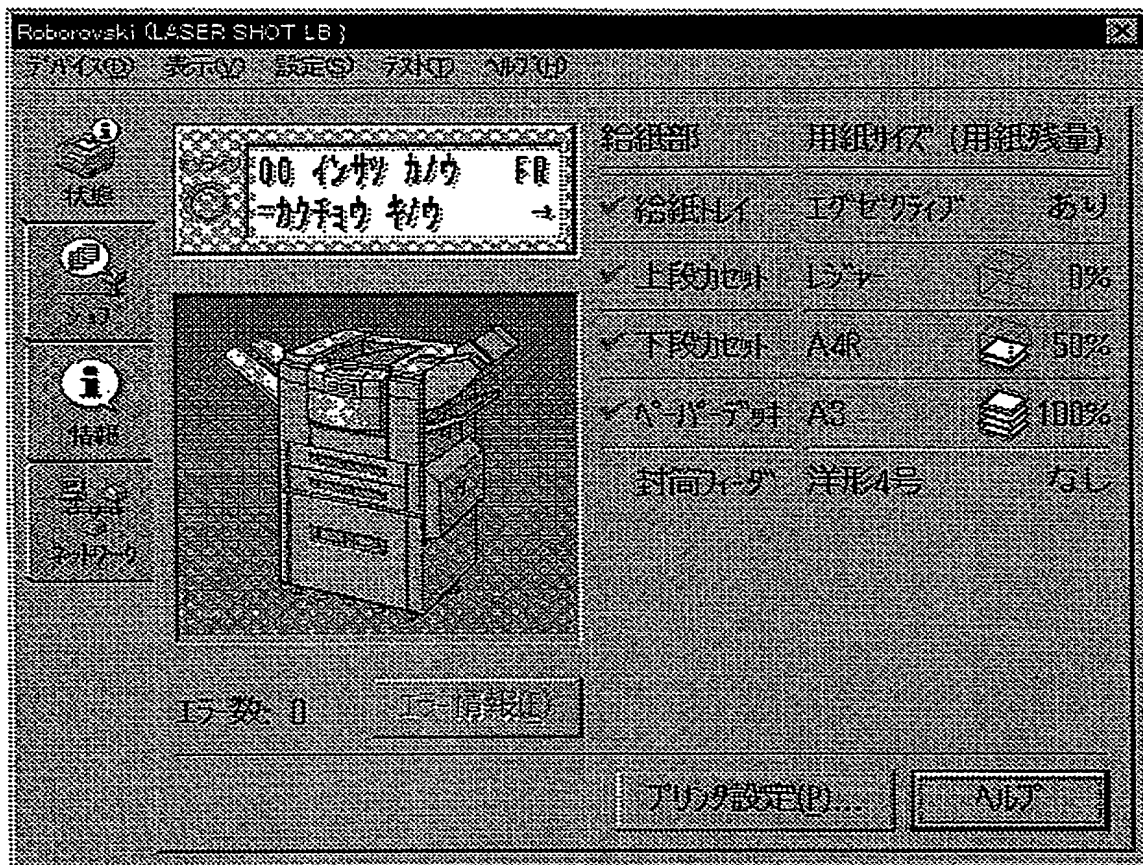 Roborovski (LASER SHOT LB )
デバイス(D) 表示(V) 設定(S) テスト(T) ヘルプ(H)
状態
ジョブ
情報
ネットワーク
00 インサツ カノウ FR
=カクチョウ キノウ →
給紙部 用紙サイズ (用紙残量)
給紙トレイ エグゼクティブ あり
上段カセット レジャー 0%
下段カセット A4R 50%
ペーパーデッキ A3 100%
封筒フィーダ 洋形4号 なし
エラー数: 0 エラー情報(E)
プリンタ設定(P)... ヘルプ